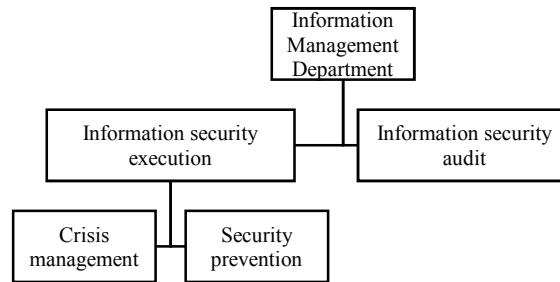 Information
Management
Department
Information security
execution
Information security
audit
Crisis
management
Security
prevention